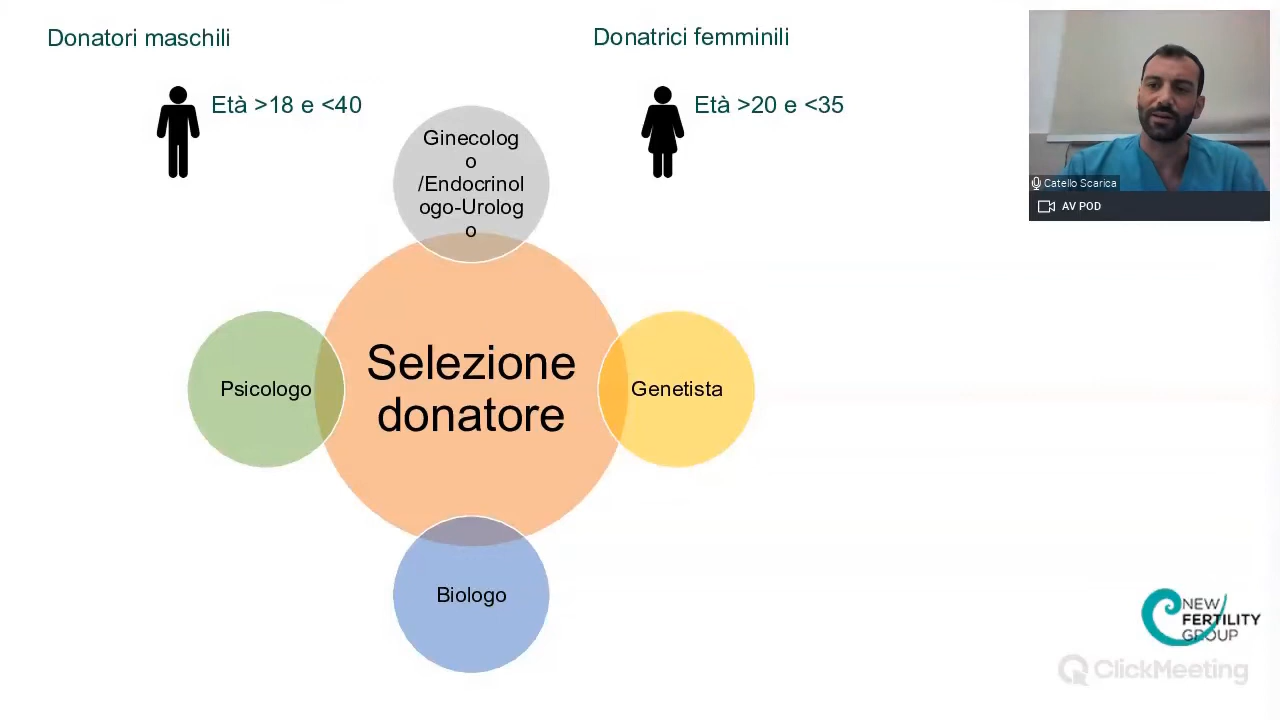 Donatori maschili
Donatrici femminili
Età >18 e <40
Età >20 e <35
Ginecolog
o
/Endocrinol
ogo-Urolog
o
Selezione
donatore
Psicologo
Genetista
Biologo
Catello Scarica
AV POD
NEW
FERTILITY
GROUP
ClickMeeting